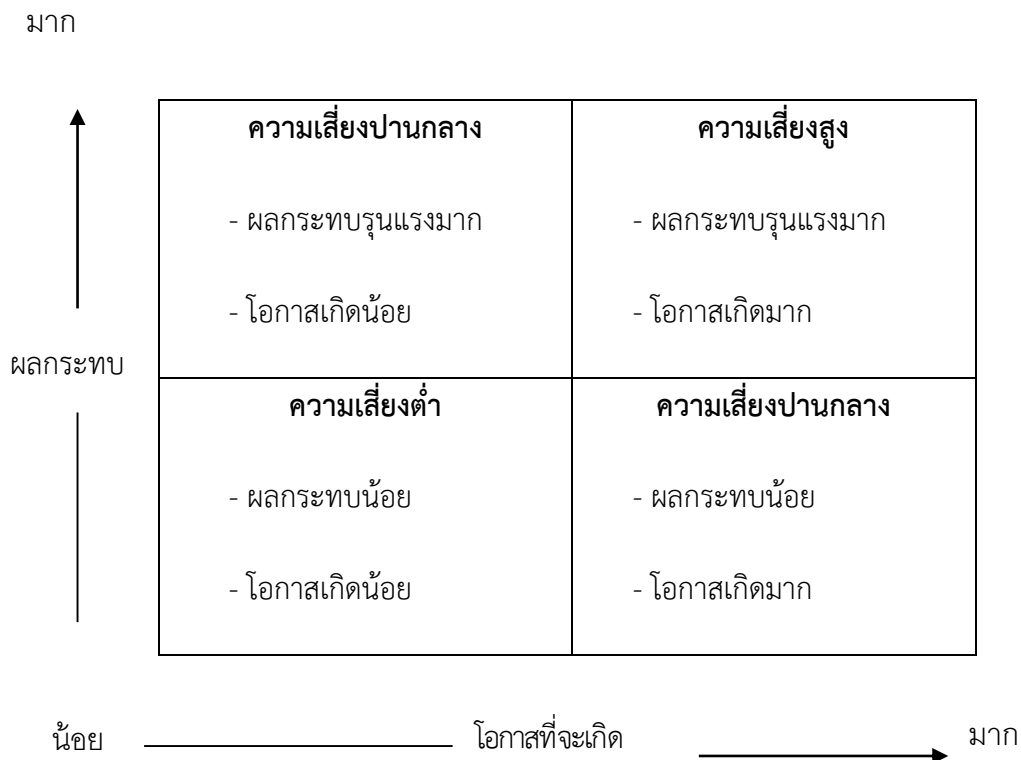 มาก
ความเสี่ยงปานกลาง
- ผลกระทบรุนแรงมาก
- โอกาสเกิดน้อย
ความเสี่ยงสูง
- ผลกระทบรุนแรงมาก
- โอกาสเกิดมาก
ผลกระทบ
ความเสี่ยงต่ำ
- ผลกระทบน้อย
- โอกาสเกิดน้อย
ความเสี่ยงปานกลาง
- ผลกระทบน้อย
- โอกาสเกิดมาก
น้อย
โอกาสที่จะเกิด
มาก